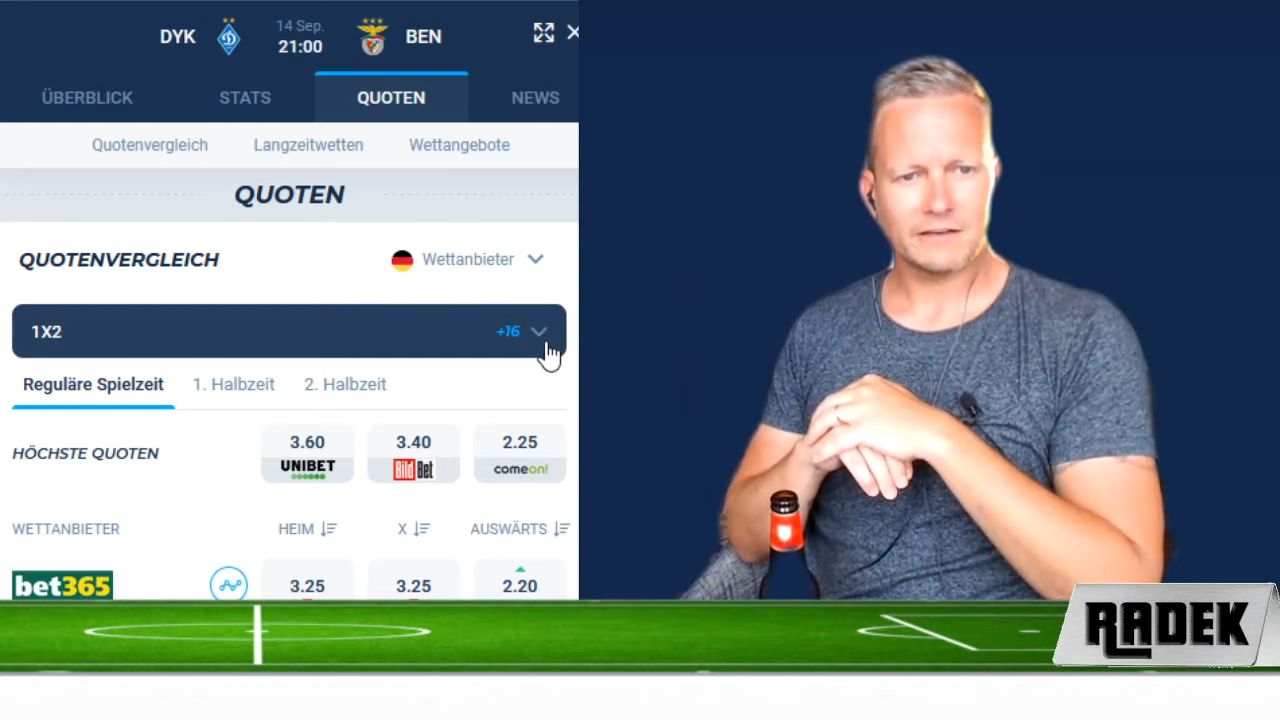 DYK
14 Sep.
21:00
BEN
ÜBERBLICK STATS QUOTEN NEWS
Quotenvergleich Langzeitwetten Wettangebote
QUOTEN
QUOTENVERGLEICH Wettanbieter
1X2 +16
Reguläre Spielzeit 1. Halbzeit 2. Halbzeit
HÖCHSTE QUOTEN 3.60 3.40 2.25
UNIBET Bild Bet comeon!
WETTANBIETER HEIM X AUSWÄRTS
bet365 3.25 3.25 2.20
RADEK